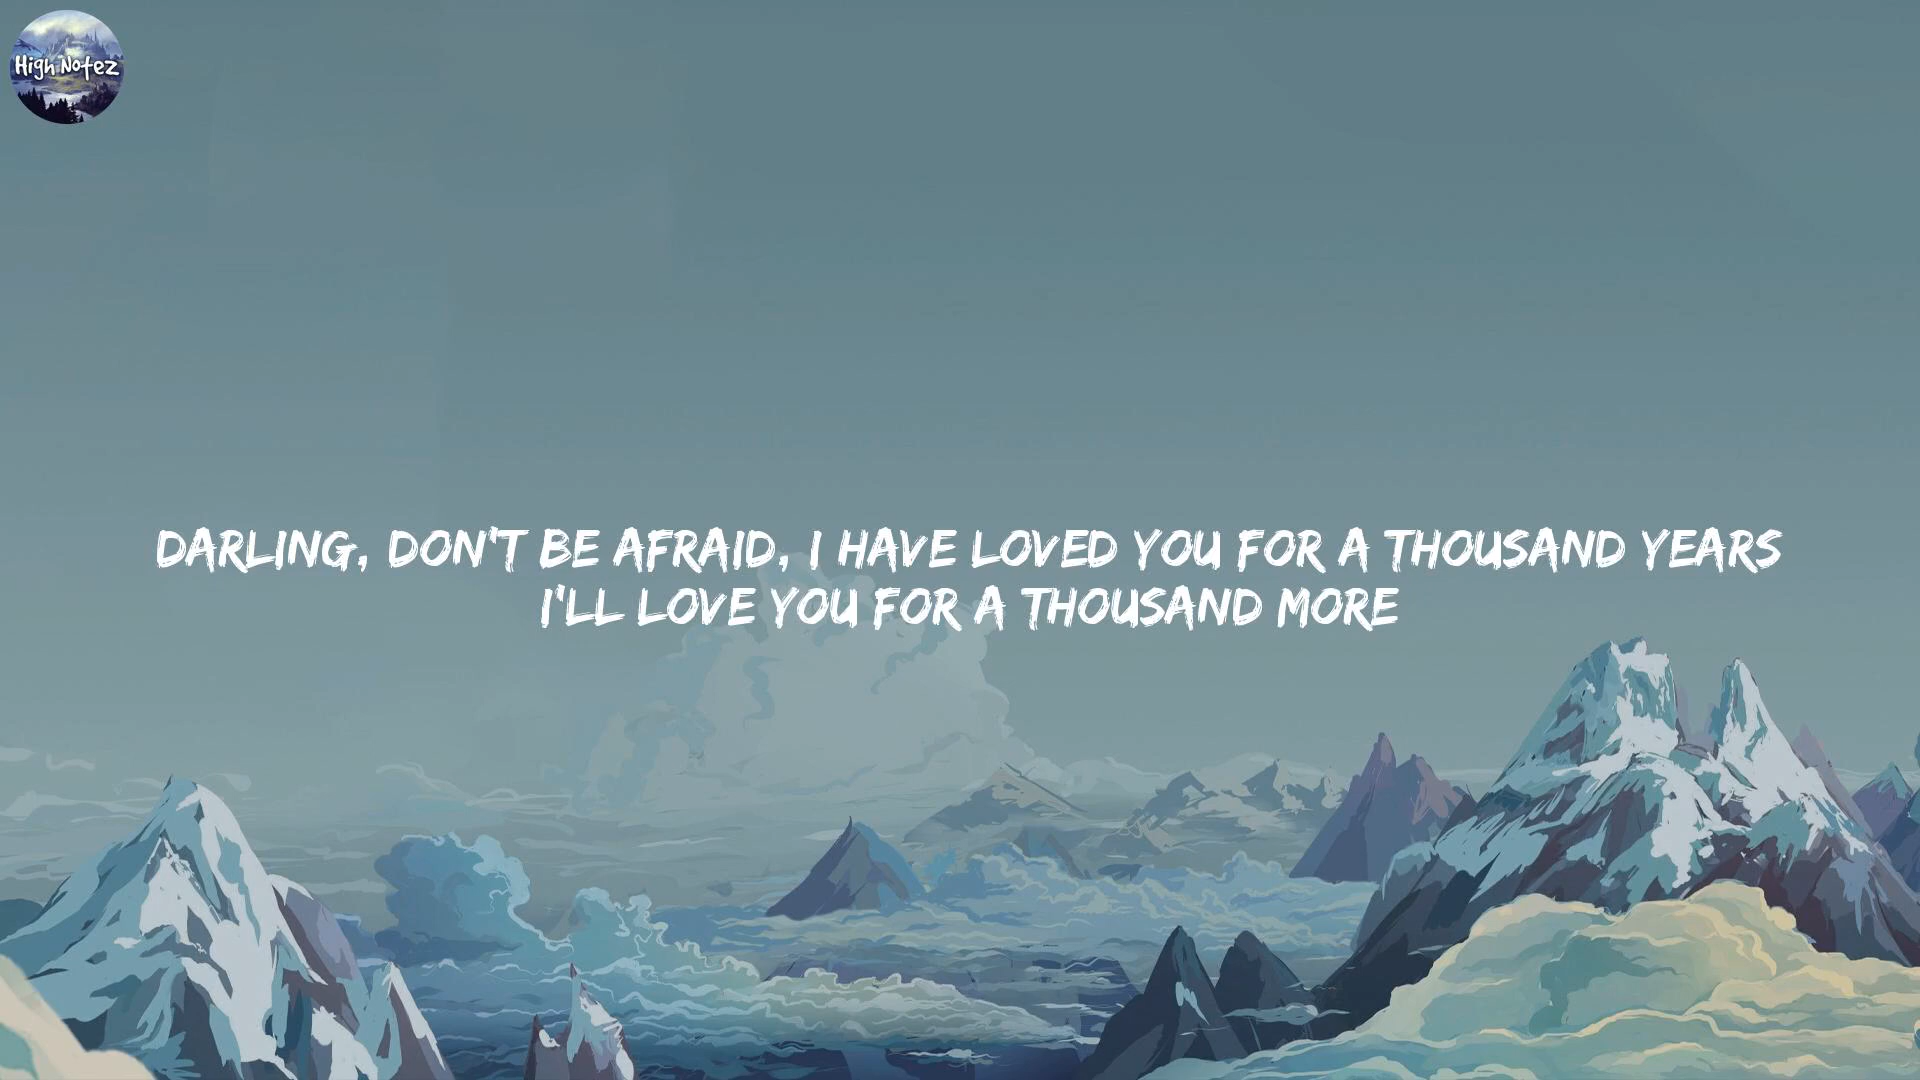 High Notez
DARLING, DON'T BE AFRAID, I HAVE LOVED YOU FOR A THOUSAND YEARS
I'LL LOVE YOU FOR A THOUSAND MORE